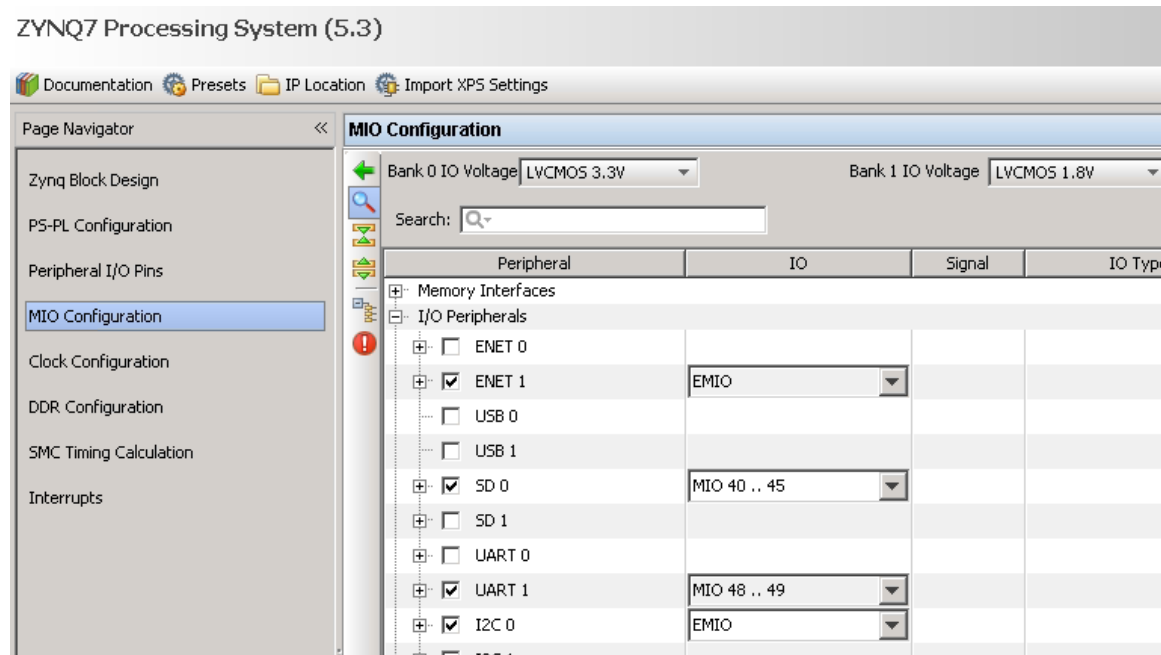 ZYNQ7 Processing System (5.3)
Documentation Presets IP Location Import XPS Settings
Page Navigator «
Zynq Block Design
PS-PL Configuration
Peripheral I/O Pins
MIO Configuration
Clock Configuration
DDR Configuration
SMC Timing Calculation
Interrupts
MIO Configuration
Bank 0 IO Voltage LVCMOS 3.3V Bank 1 IO Voltage LVCMOS 1.8V
Search:
Peripheral IO Signal IO Type
Memory Interfaces
I/O Peripherals
ENET 0
ENET 1 EMIO
USB 0
USB 1
SD 0 MIO 40 .. 45
SD 1
UART 0
UART 1 MIO 48 .. 49
I2C 0 EMIO